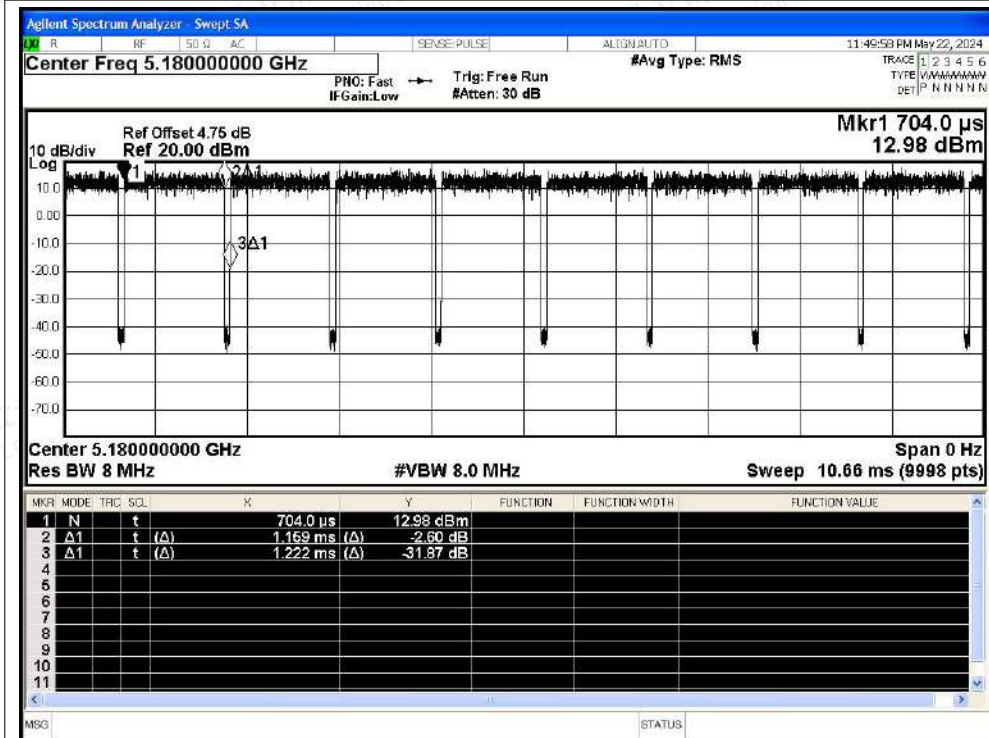 Agilent Spectrum Analyzer - Swept SA
LXI R RF 50 Ω AC SENSE:PULSE ALIGN AUTO 11:49:58 PM May 22, 2024
Center Freq 5.180000000 GHz #Avg Type: RMS TRACE 1 2 3 4 5 6
PNO: Fast Trig: Free Run TYPE WWWWWW
IFGain:Low #Atten: 30 dB DET P N N N N N
Mkr1 704.0 µs
Ref Offset 4.75 dB
10 dB/div Ref 20.00 dBm 12.98 dBm
Log
1 2Δ1
10.0
0.00
-10.0 3Δ1
-20.0
-30.0
-40.0
-50.0
-60.0
-70.0
Center 5.180000000 GHz Span 0 Hz
Res BW 8 MHz #VBW 8.0 MHz Sweep 10.66 ms (9998 pts)
MKR MODE TRC SCL X Y FUNCTION FUNCTION WIDTH FUNCTION VALUE
1 N t 704.0 µs 12.98 dBm
2 Δ1 t (Δ) 1.159 ms (Δ) -2.60 dB
3 Δ1 t (Δ) 1.222 ms (Δ) -31.87 dB
4
5
6
7
8
9
10
11
MSG STATUS